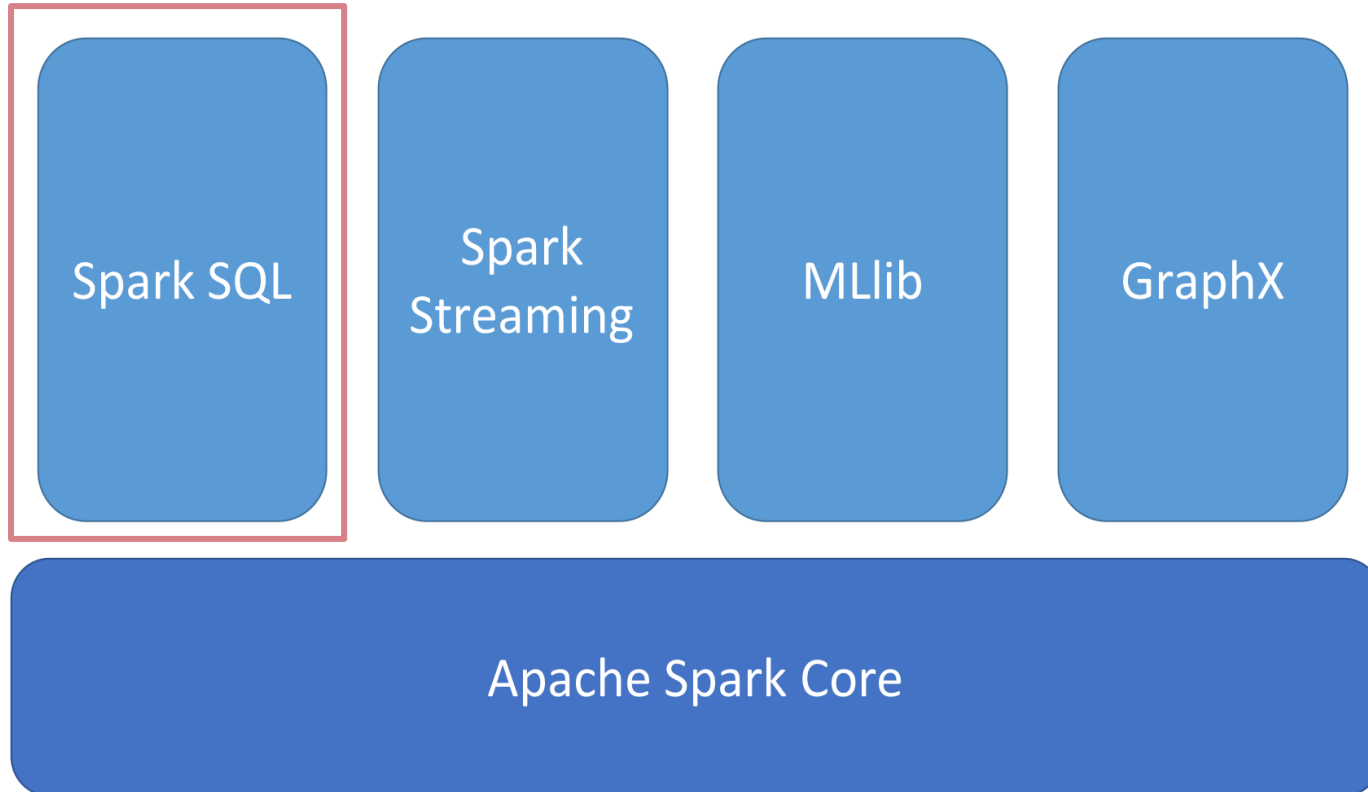 Spark SQL
Spark
Streaming
MLlib
GraphX
Apache Spark Core